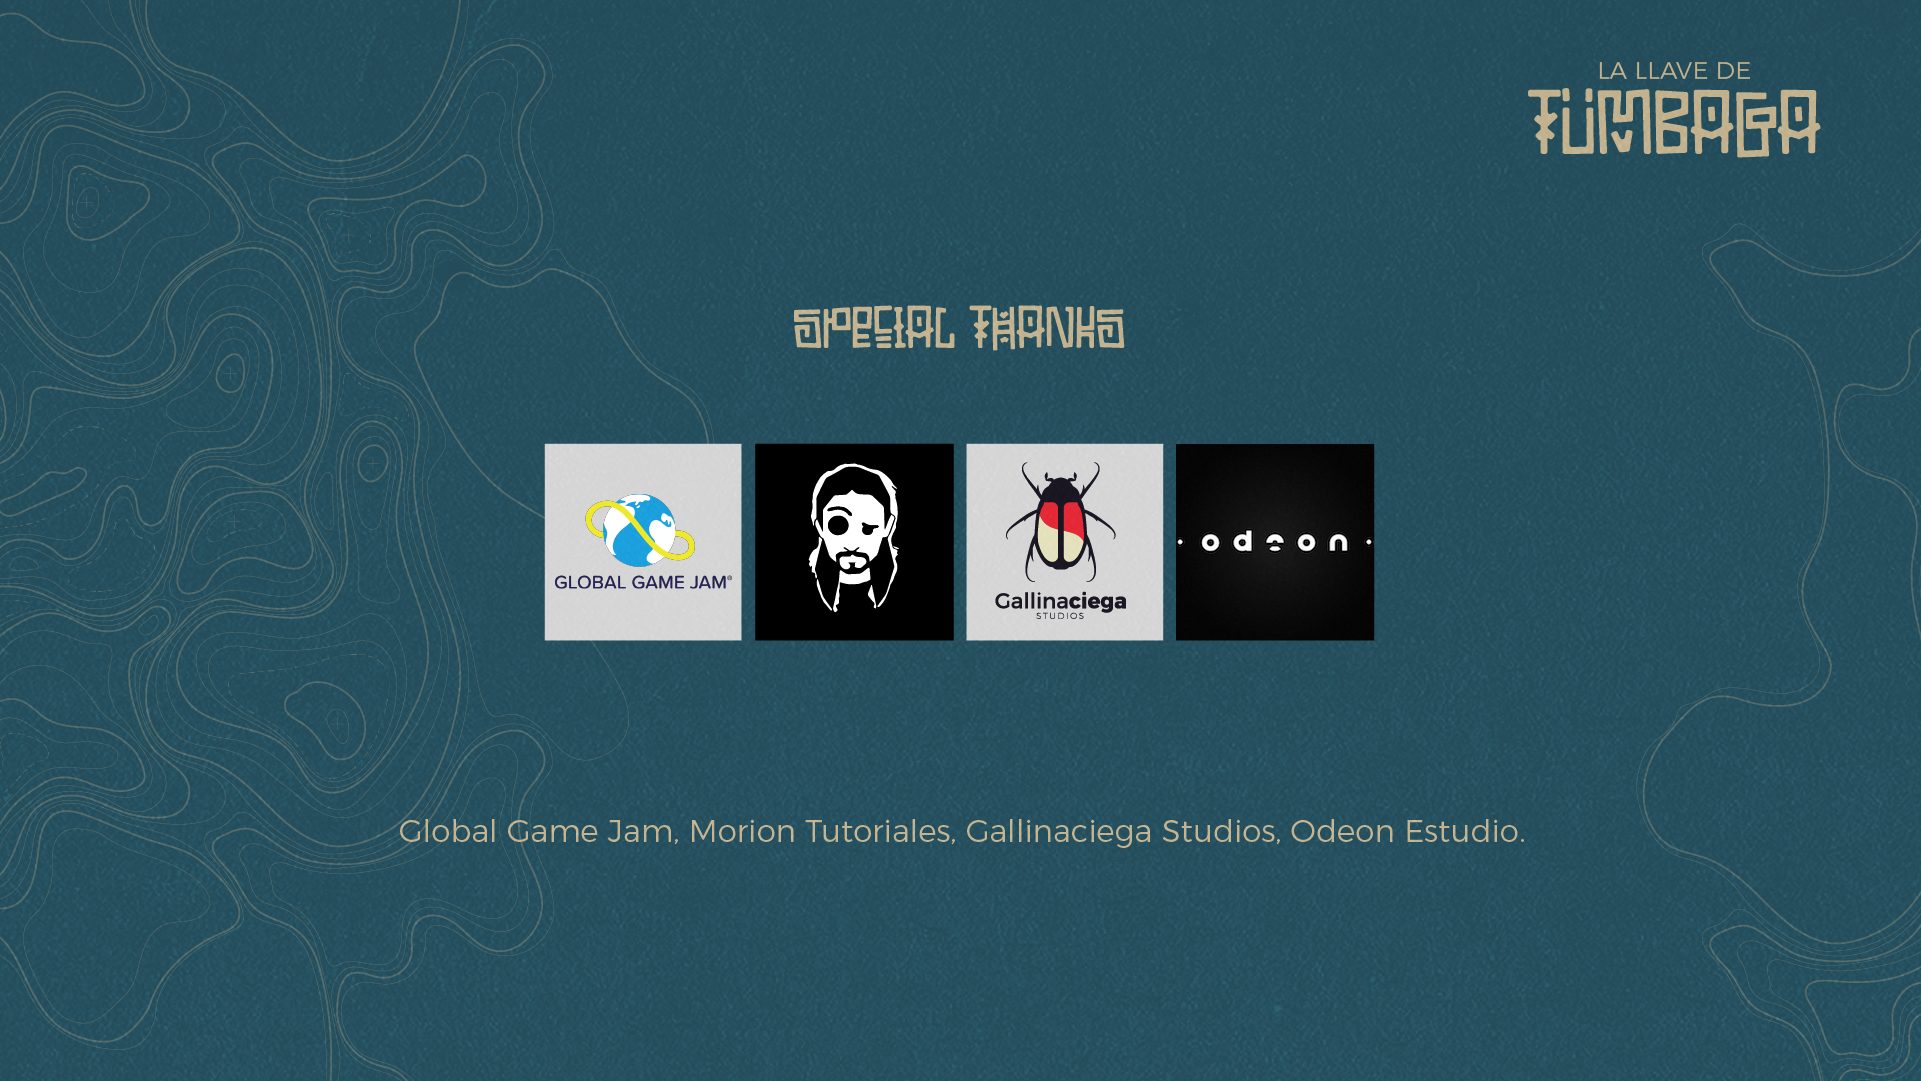 LA LLAVE DE
TUMBAGA
SPECIAL THANKS
GLOBAL GAME JAM®
Gallinaciega
STUDIOS
odeon
Global Game Jam, Morion Tutoriales, Gallinaciega Studios, Odeon Estudio.